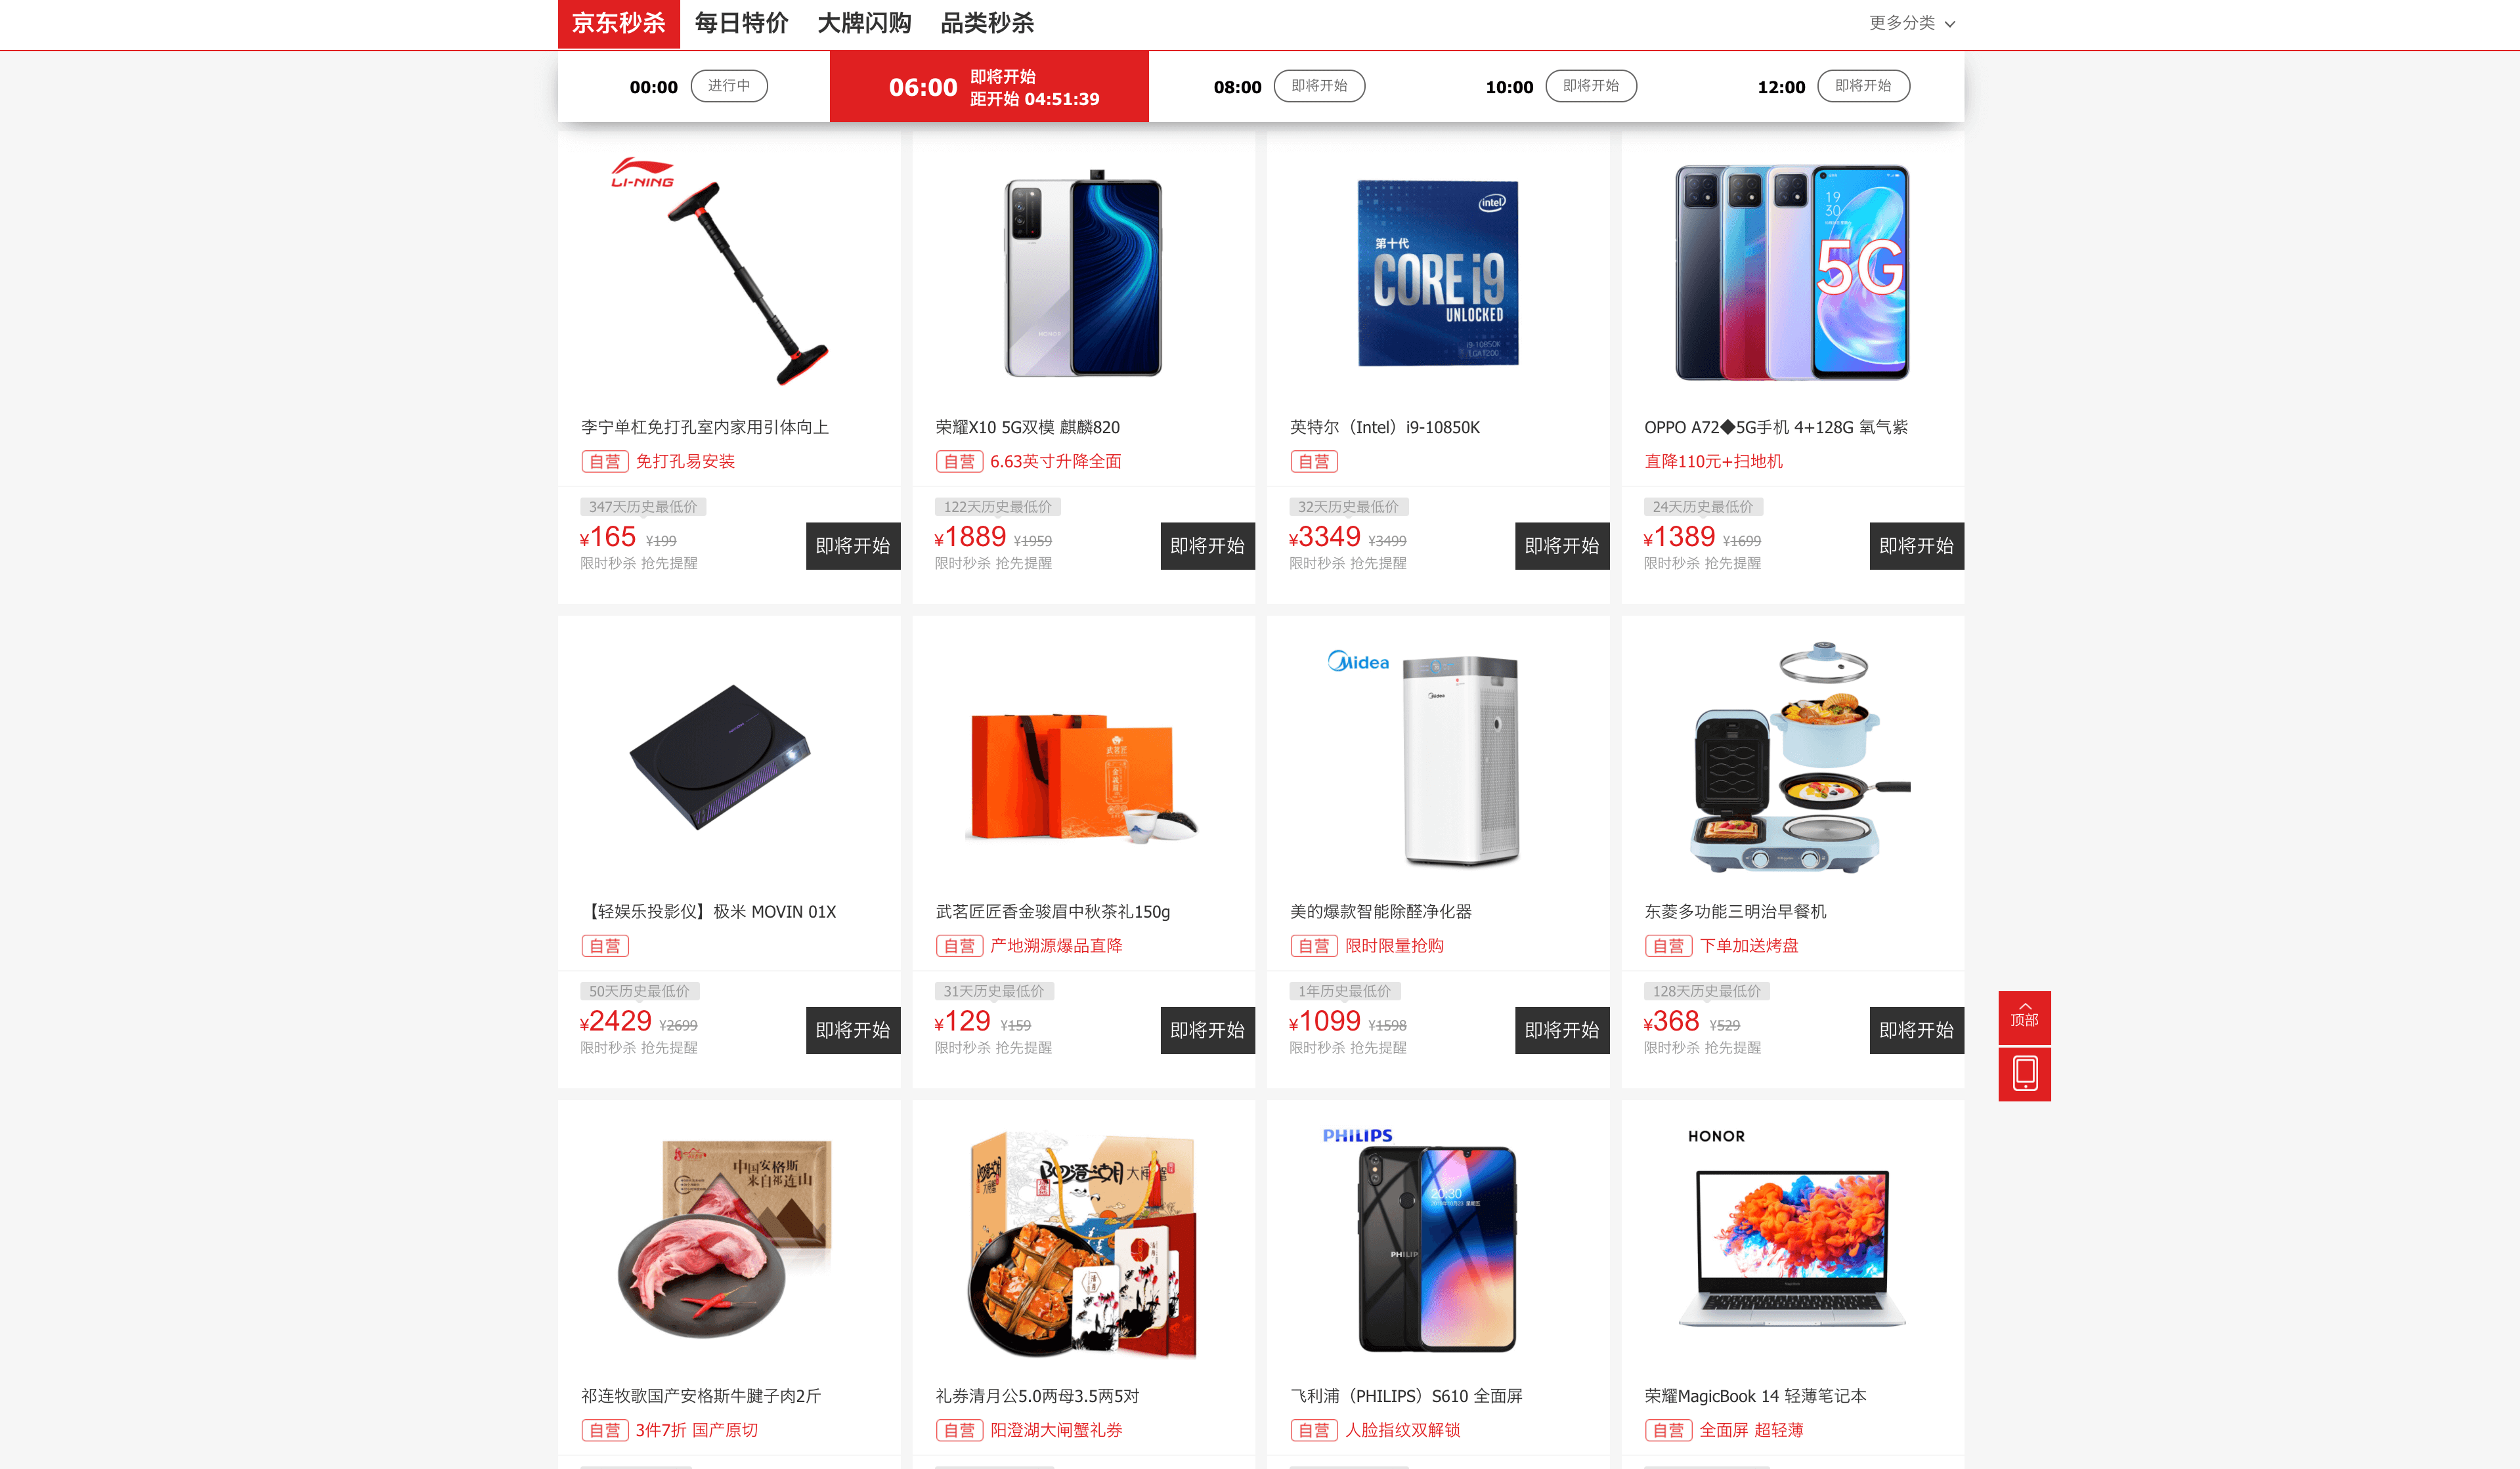 京东秒杀 每日特价 大牌闪购 品类秒杀 更多分类
00:00 进行中 06:00 即将开始 距开始 04:51:39 08:00 即将开始 10:00 即将开始 12:00 即将开始
LI-NING
HONOR
intel
第十代
CORE i9
UNLOCKED
i9-10850K
LGA1200
19
30
5G
李宁单杠免打孔室内家用引体向上
自营 免打孔易安装
347天历史最低价
¥165 ¥199
限时秒杀 抢先提醒
即将开始
荣耀X10 5G双模 麒麟820
自营 6.63英寸升降全面
122天历史最低价
¥1889 ¥1959
限时秒杀 抢先提醒
即将开始
英特尔（Intel）i9-10850K
自营
32天历史最低价
¥3349 ¥3499
限时秒杀 抢先提醒
即将开始
OPPO A72◆5G手机 4+128G 氧气紫
直降110元+扫地机
24天历史最低价
¥1389 ¥1699
限时秒杀 抢先提醒
即将开始
【轻娱乐投影仪】极米 MOVIN 01X
自营
50天历史最低价
¥2429 ¥2699
限时秒杀 抢先提醒
即将开始
武茗匠
金骏眉
武茗匠匠香金骏眉中秋茶礼150g
自营 产地溯源爆品直降
31天历史最低价
¥129 ¥159
限时秒杀 抢先提醒
即将开始
Midea
Midea
美的爆款智能除醛净化器
自营 限时限量抢购
1年历史最低价
¥1099 ¥1598
限时秒杀 抢先提醒
即将开始
东菱多功能三明治早餐机
自营 下单加送烤盘
128天历史最低价
¥368 ¥529
限时秒杀 抢先提醒
即将开始
顶部
中国安格斯
来自祁连山
祁连牧歌国产安格斯牛腱子肉2斤
自营 3件7折 国产原切
阳澄湖大闸蟹
礼券清月公5.0两母3.5两5对
自营 阳澄湖大闸蟹礼券
PHILIPS
20:30
PHILIP
飞利浦（PHILIPS）S610 全面屏
自营 人脸指纹双解锁
HONOR
荣耀MagicBook 14 轻薄笔记本
自营 全面屏 超轻薄